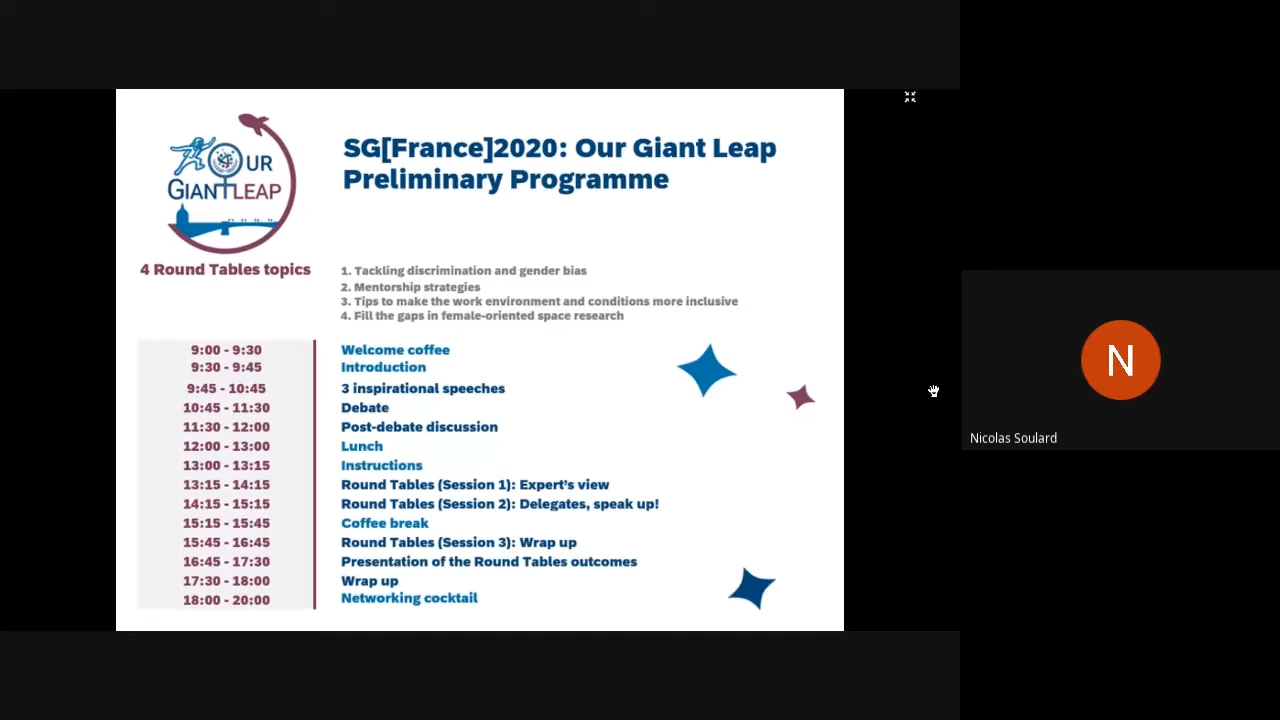 OUR
GIANTLEAP
SG[France]2020: Our Giant Leap
Preliminary Programme
4 Round Tables topics
1. Tackling discrimination and gender bias
2. Mentorship strategies
3. Tips to make the work environment and conditions more inclusive
4. Fill the gaps in female-oriented space research
9:00 - 9:30 Welcome coffee
9:30 - 9:45 Introduction
9:45 - 10:45 3 inspirational speeches
10:45 - 11:30 Debate
11:30 - 12:00 Post-debate discussion
12:00 - 13:00 Lunch
13:00 - 13:15 Instructions
13:15 - 14:15 Round Tables (Session 1): Expert's view
14:15 - 15:15 Round Tables (Session 2): Delegates, speak up!
15:15 - 15:45 Coffee break
15:45 - 16:45 Round Tables (Session 3): Wrap up
16:45 - 17:30 Presentation of the Round Tables outcomes
17:30 - 18:00 Wrap up
18:00 - 20:00 Networking cocktail
N
Nicolas Soulard